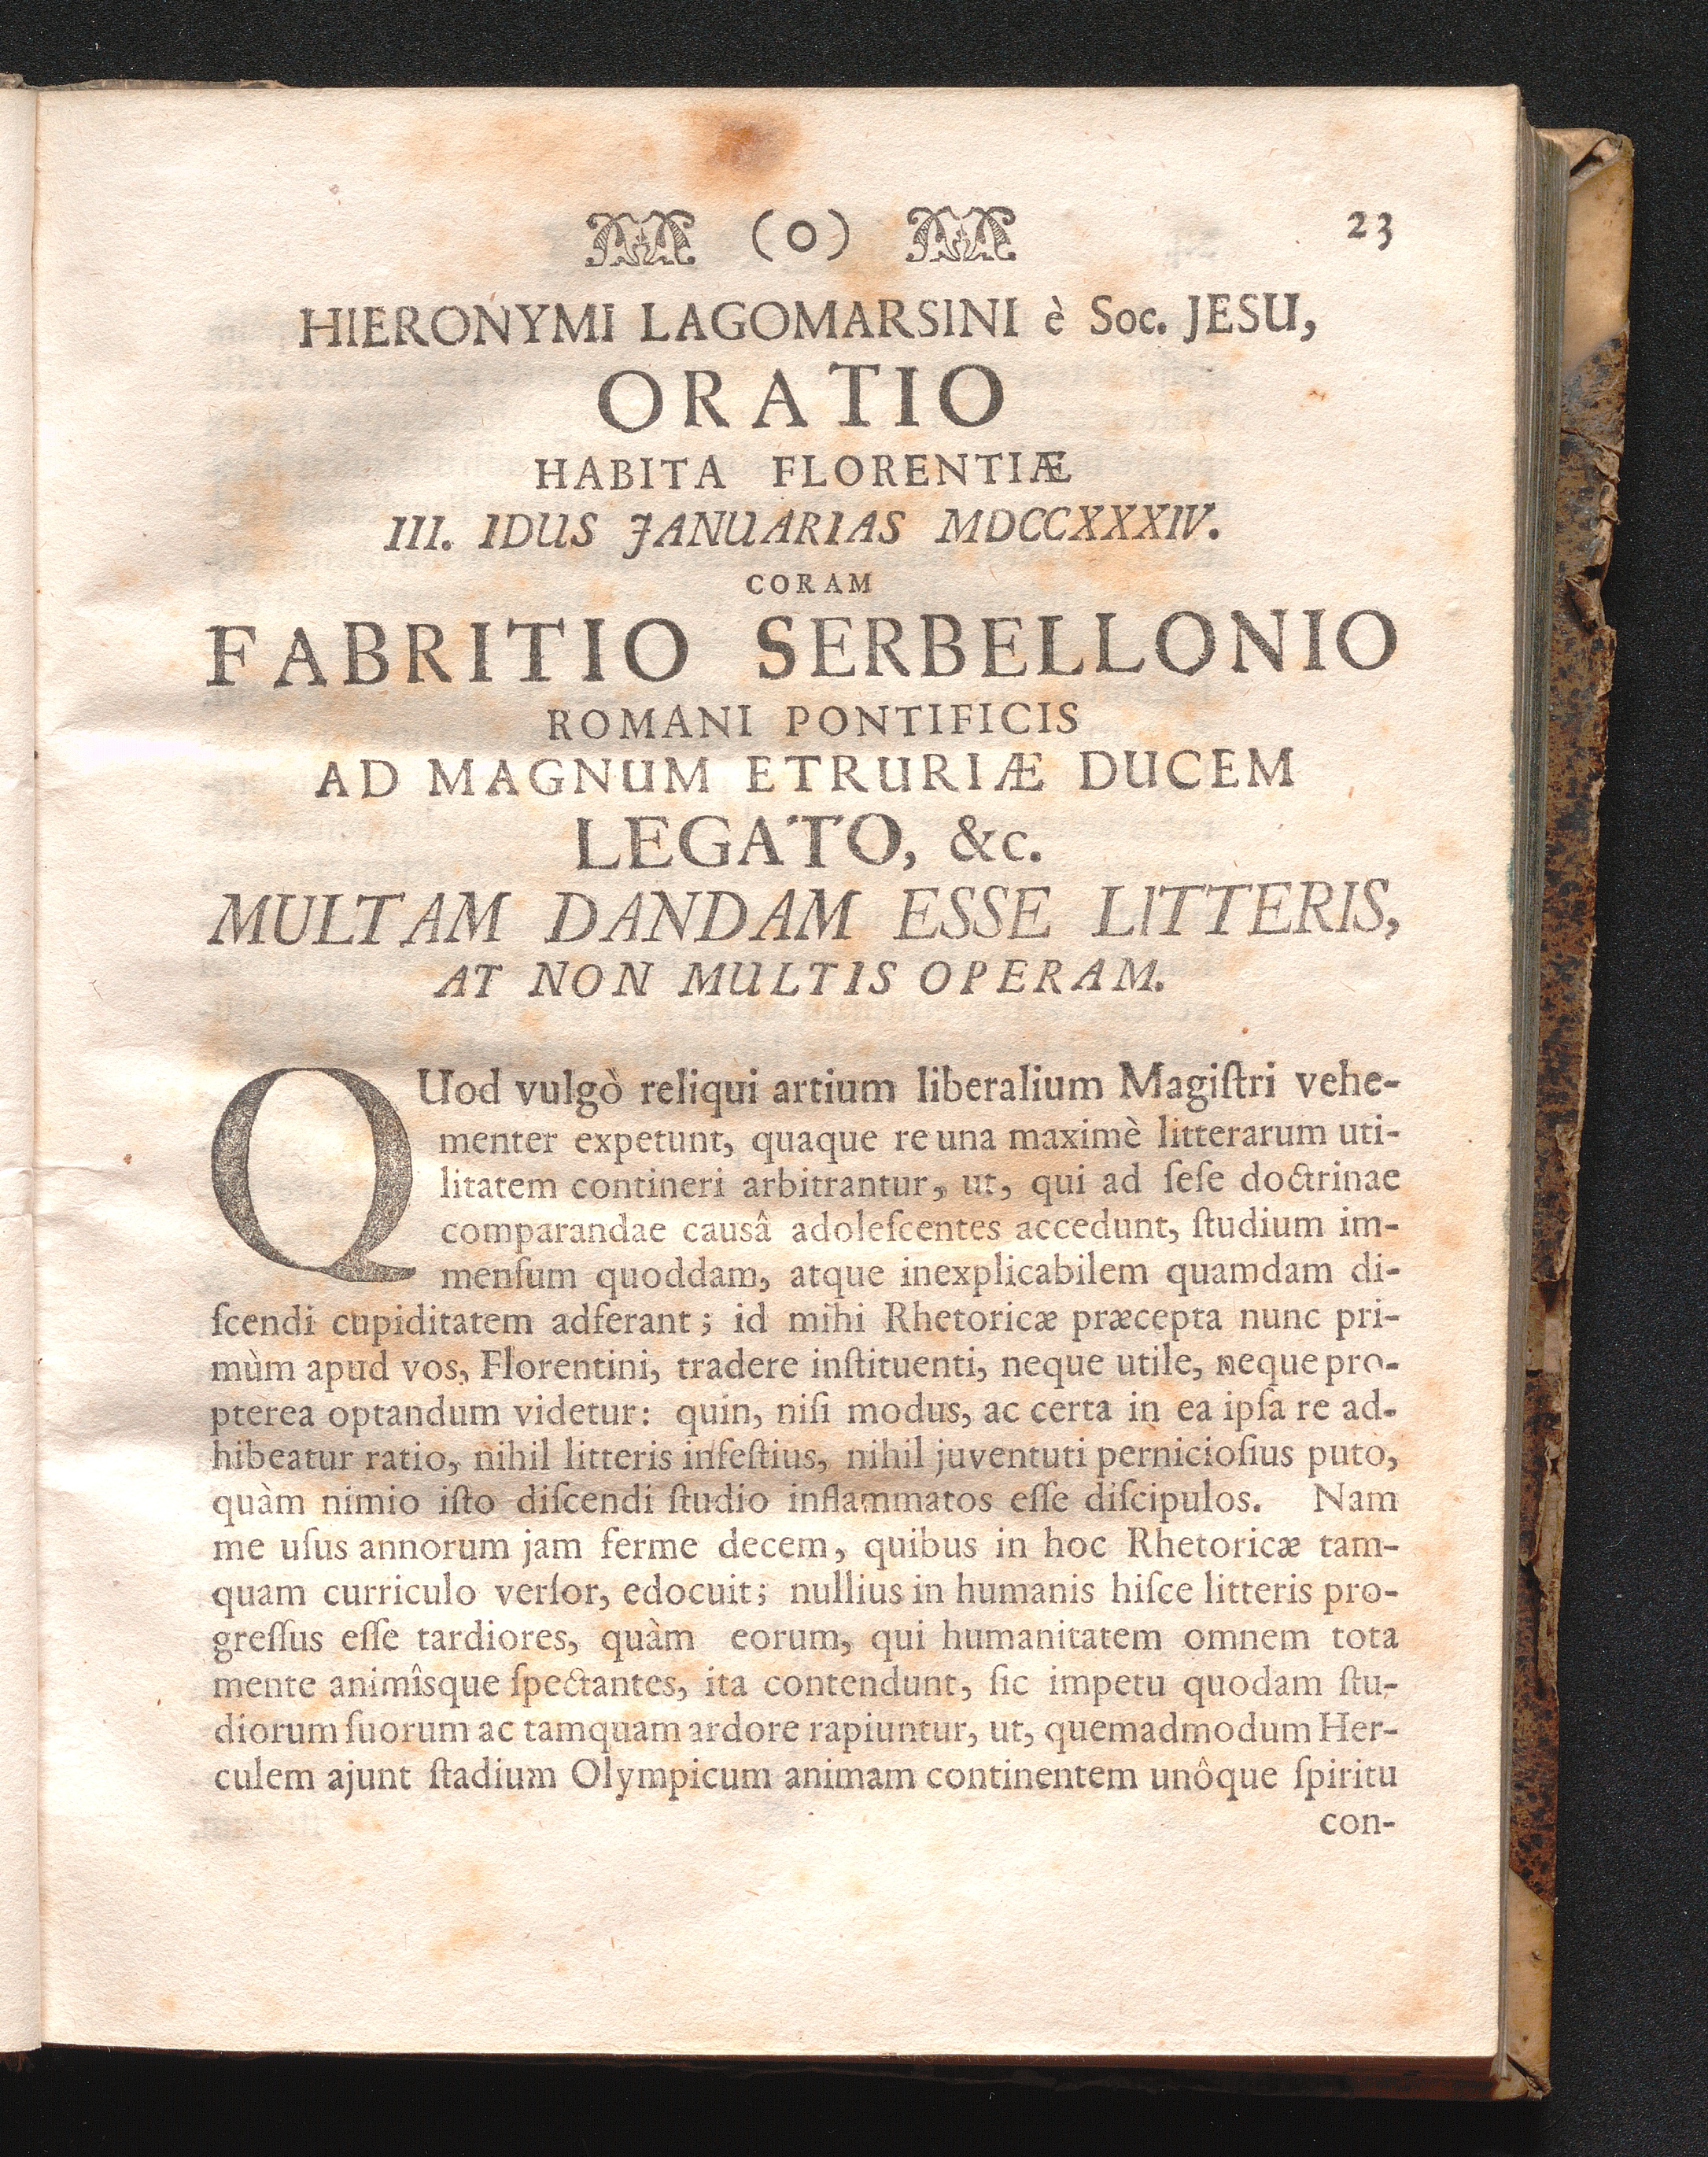 (O) 23
HIERONYMI LAGOMARSINI è Soc. JESU,
ORATIO
HABITA FLORENTIÆ
III. IDUS JANUARIAS MDCCXXXIV.
CORAM
FABRITIO SERBELLONIO
ROMANI PONTIFICIS
AD MAGNUM ETRURIÆ DUCEM
LEGATO, &c.
MULTAM DANDAM ESSE LITTERIS,
AT NON MULTIS OPERAM.
QUod vulgò reliqui artium liberalium Magiſtri vehe-
menter expetunt, quaque re una maximè litterarum uti-
litatem contineri arbitrantur, ut, qui ad ſeſe doctrinae
comparandae causâ adoleſcentes accedunt, ſtudium im-
menſum quoddam, atque inexplicabilem quamdam di-
ſcendi cupiditatem adferant; id mihi Rhetoricæ præcepta nunc pri-
mùm apud vos, Florentini, tradere inſtituenti, neque utile, neque pro-
pterea optandum videtur: quin, niſi modus, ac certa in ea ipſa re ad-
hibeatur ratio, nihil litteris infeſtius, nihil juventuti pernicioſius puto,
quàm nimio iſto diſcendi ſtudio inflammatos eſſe diſcipulos. Nam
me uſus annorum jam ferme decem, quibus in hoc Rhetoricæ tam-
quam curriculo verſor, edocuit; nullius in humanis hiſce litteris pro-
greſſus eſſe tardiores, quàm eorum, qui humanitatem omnem tota
mente animîsque ſpectantes, ita contendunt, ſic impetu quodam ſtu-
diorum ſuorum ac tamquam ardore rapiuntur, ut, quemadmodum Her-
culem ajunt ſtadium Olympicum animam continentem unôque ſpiritu
con-